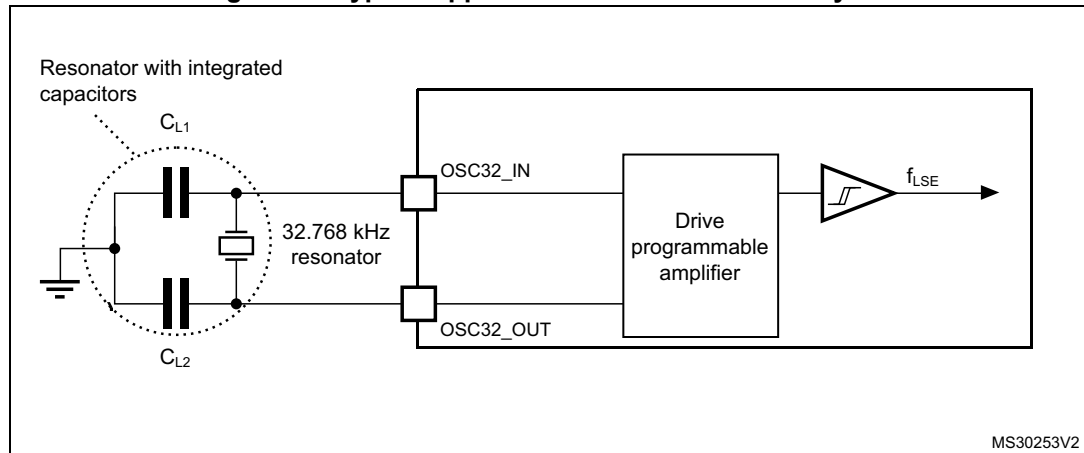 Resonator with integrated
capacitors
CL1
OSC32_IN
fLSE
32.768 kHz
resonator
Drive
programmable
amplifier
OSC32_OUT
CL2
MS30253V2